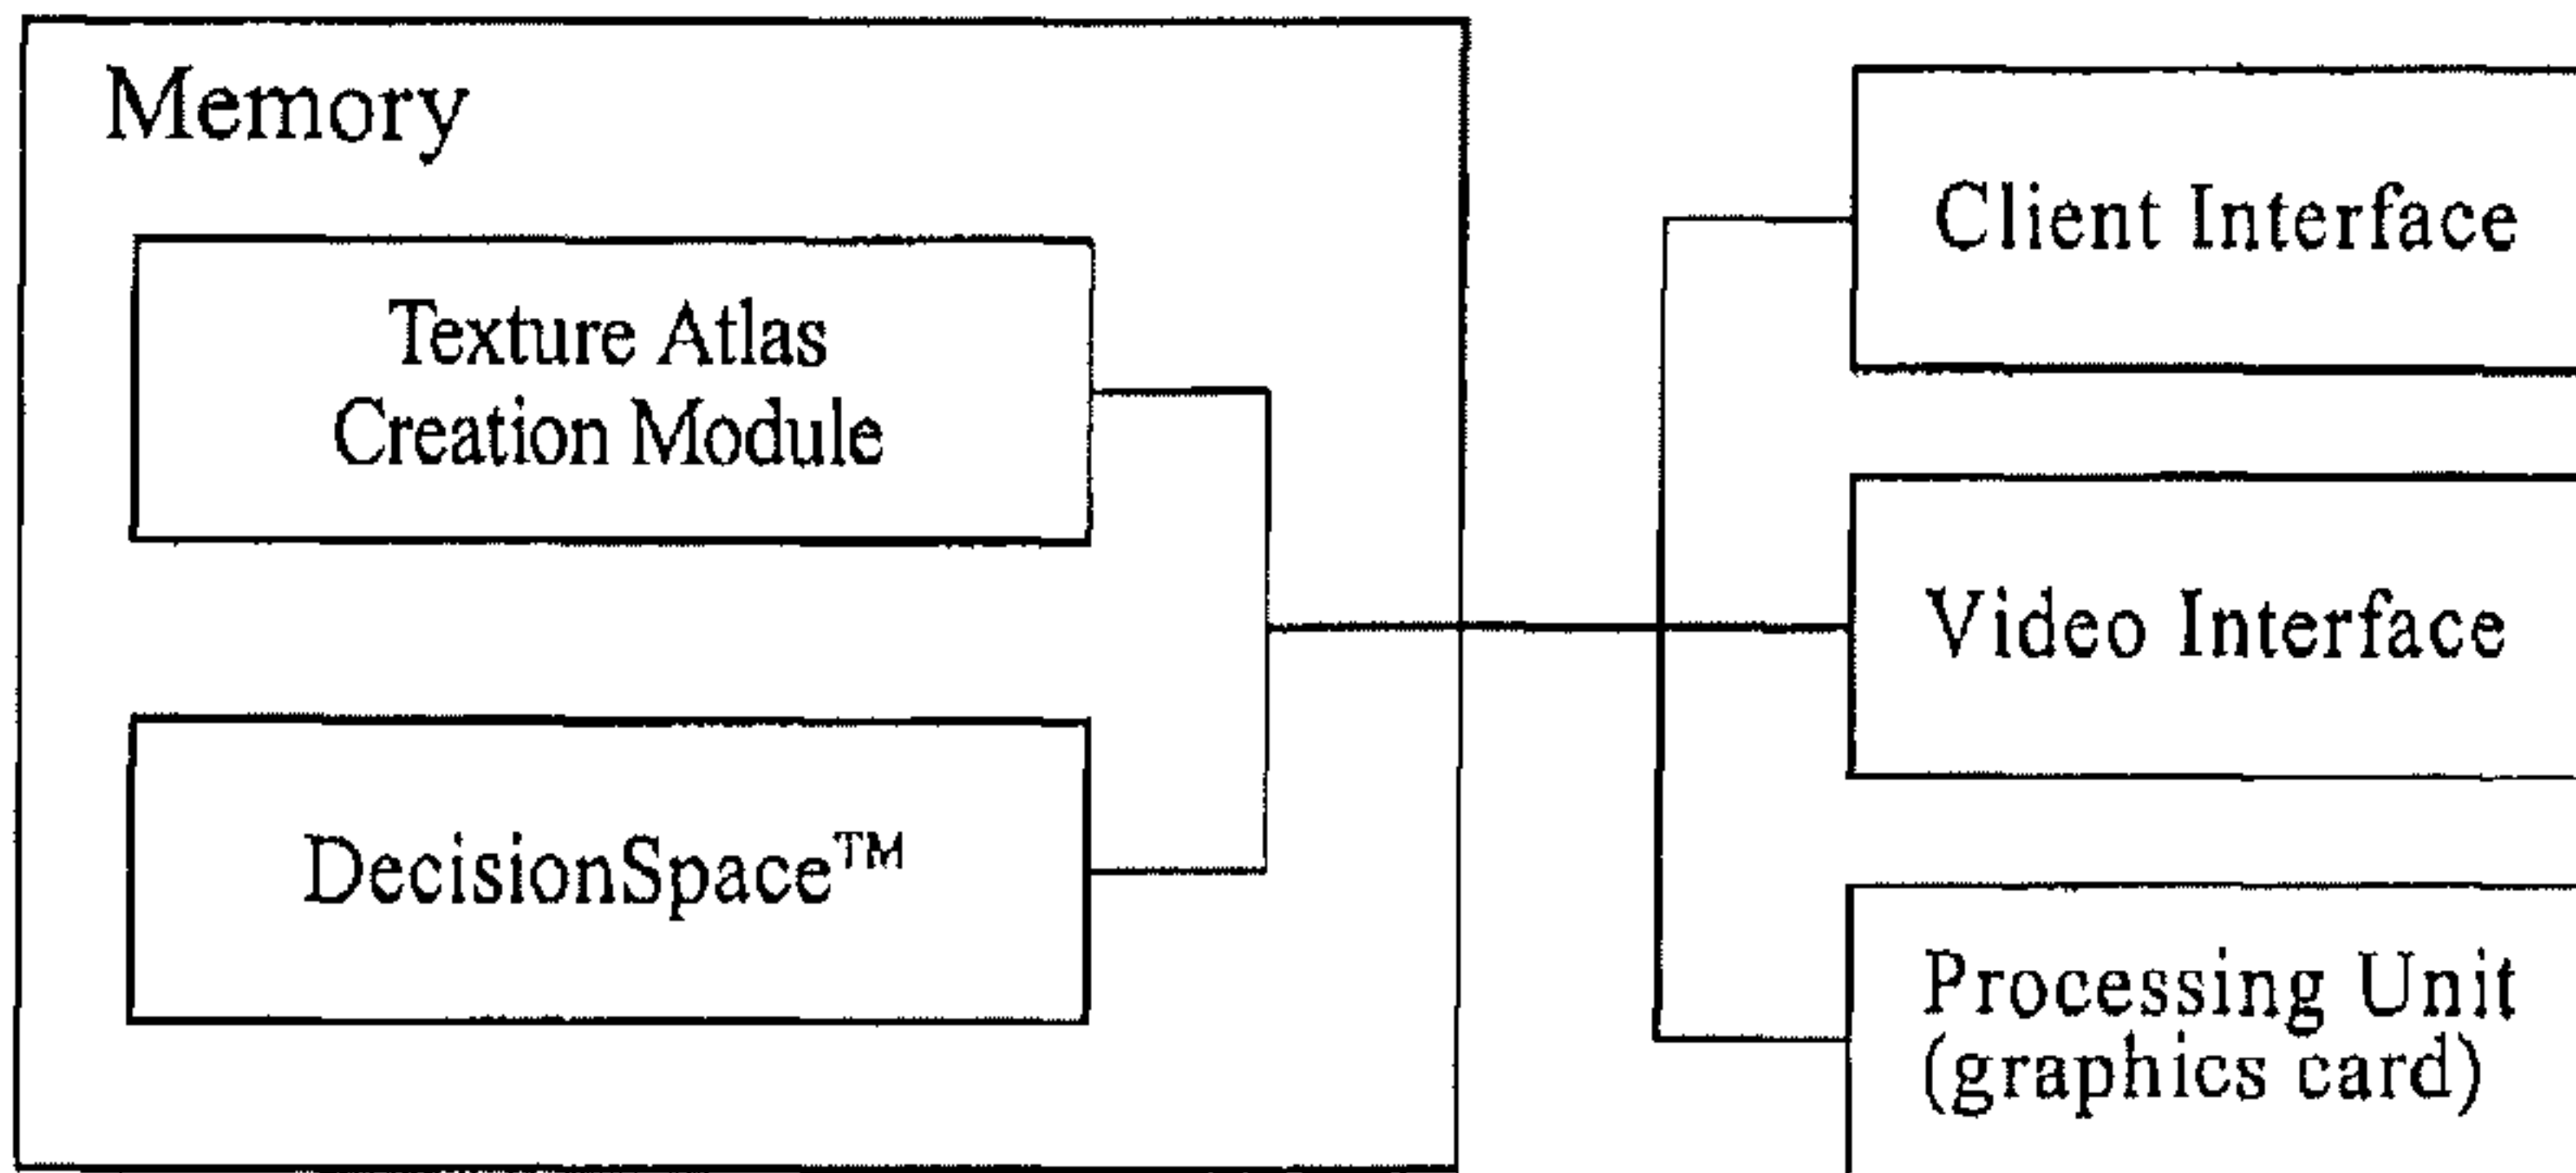 Memory
Texture Atlas
Creation Module
DecisionSpace™
Client Interface
Video Interface
Processing Unit
(graphics card)